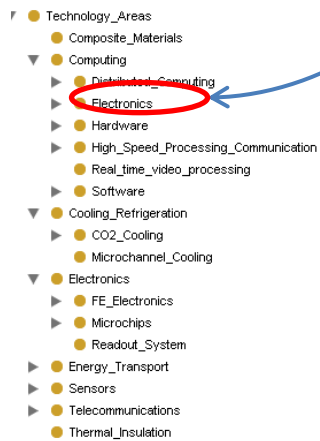 Technology_Areas
Composite_Materials
Computing
Distributed_Computing
Electronics
Hardware
High_Speed_Processing_Communication
Real_time_video_processing
Software
Cooling_Refrigeration
CO2_Cooling
Microchannel_Cooling
Electronics
FE_Electronics
Microchips
Readout_System
Energy_Transport
Sensors
Telecommunications
Thermal_Insulation